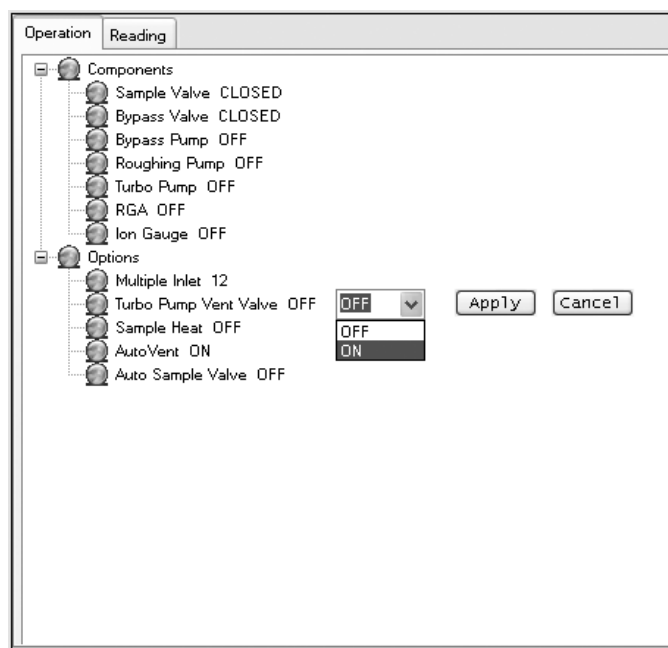 Operation Reading
Components
Sample Valve CLOSED
Bypass Valve CLOSED
Bypass Pump OFF
Roughing Pump OFF
Turbo Pump OFF
RGA OFF
Ion Gauge OFF
Options
Multiple Inlet 12
Turbo Pump Vent Valve OFF OFF Apply Cancel
Sample Heat OFF OFF
AutoVent ON ON
Auto Sample Valve OFF